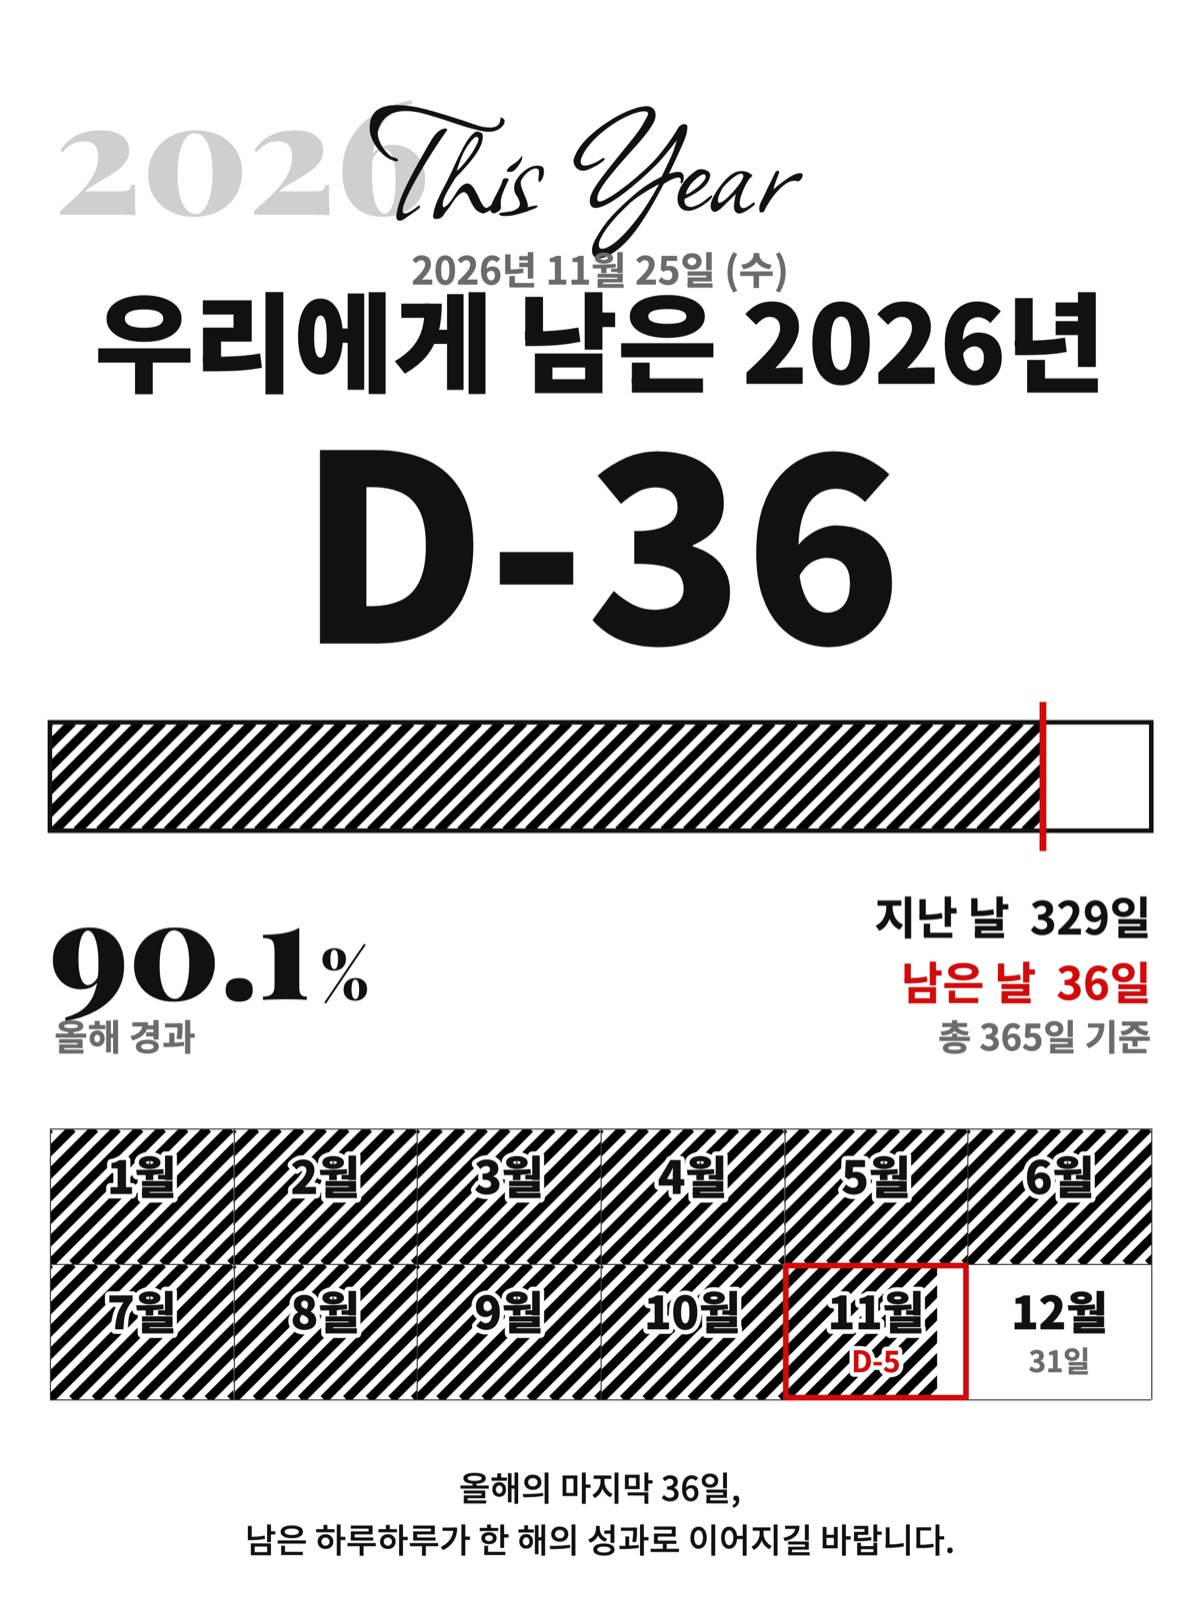 2026 This Year
2026년 11월 25일 (수)
우리에게 남은 2026년
D-36
90.1%
올해 경과
지난 날 329일
남은 날 36일
총 365일 기준
1월 2월 3월 4월 5월 6월
7월 8월 9월 10월 11월 12월
D-5 31일
올해의 마지막 36일,
남은 하루하루가 한 해의 성과로 이어지길 바랍니다.